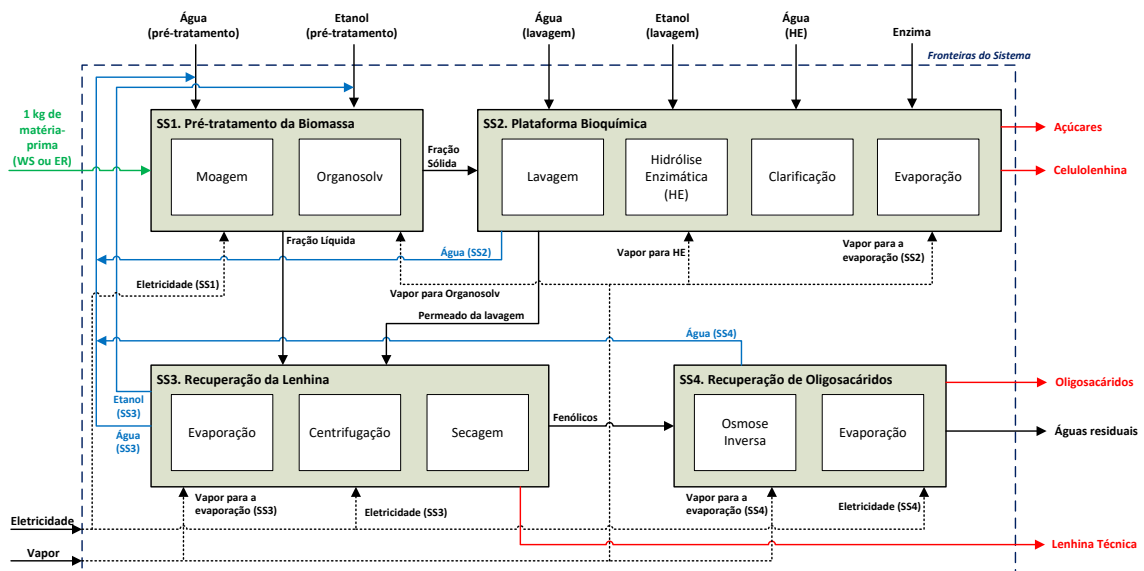 Água
(pré-tratamento)
Etanol
(pré-tratamento)
Água
(lavagem)
Etanol
(lavagem)
Água
(HE)
Enzima
Fronteiras do Sistema
1 kg de
matéria-
prima
(WS ou ER)
SS1. Pré-tratamento da Biomassa
Moagem
Organosolv
Fração
Sólida
SS2. Plataforma Bioquímica
Lavagem
Hidrólise
Enzimática
(HE)
Clarificação
Evaporação
Açúcares
Celulolenhina
Fração Líquida
Água (SS2)
Vapor para HE
Vapor para a
evaporação (SS2)
Eletricidade (SS1)
Vapor para Organosolv
Permeado da lavagem
Água (SS4)
SS3. Recuperação da Lenhina
Etanol
(SS3)
Água
(SS3)
Evaporação
Centrifugação
Secagem
Fenólicos
SS4. Recuperação de Oligosacáridos
Osmose
Inversa
Evaporação
Oligosacáridos
Águas residuais
Vapor para a
evaporação (SS3)
Eletricidade (SS3)
Vapor para a
evaporação (SS4)
Eletricidade (SS4)
Eletricidade
Vapor
Lenhina Técnica